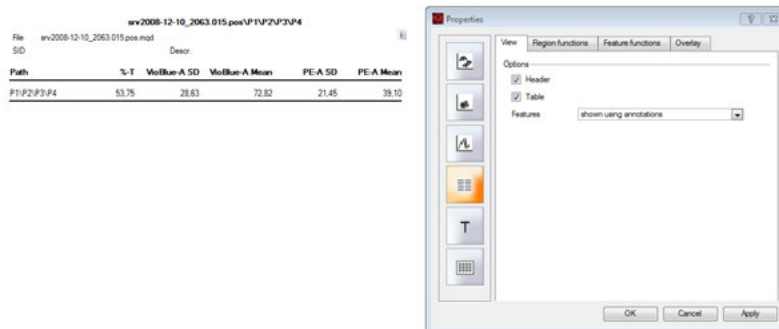 srv2008-12-10_2063.015.pos\P1\P2\P3\P4
File srv2008-12-10_2063.015.pos.mqd
SID Descr.
Path %-T VioBlue-A SD VioBlue-A Mean PE-A SD PE-A Mean
P1\P2\P3\P4 53,75 28,63 72,82 21,45 39,10
Properties
View Region functions Feature functions Overlay
Options
Header
Table
Features shown using annotations
T
OK Cancel Apply